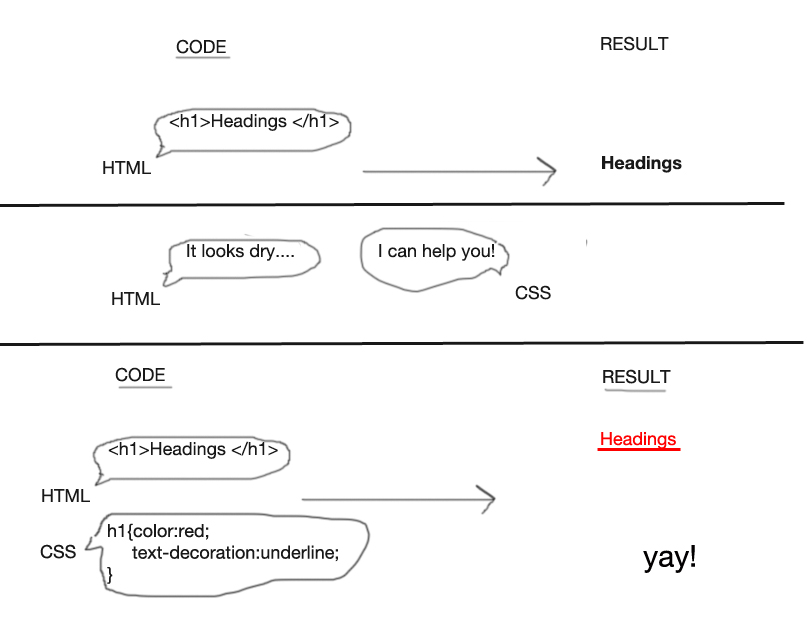 CODE
RESULT
<h1>Headings </h1>
HTML
Headings
It looks dry....
I can help you!
HTML
CSS
CODE
RESULT
<h1>Headings </h1>
Headings
HTML
CSS
h1{color:red;
text-decoration:underline;
}
yay!